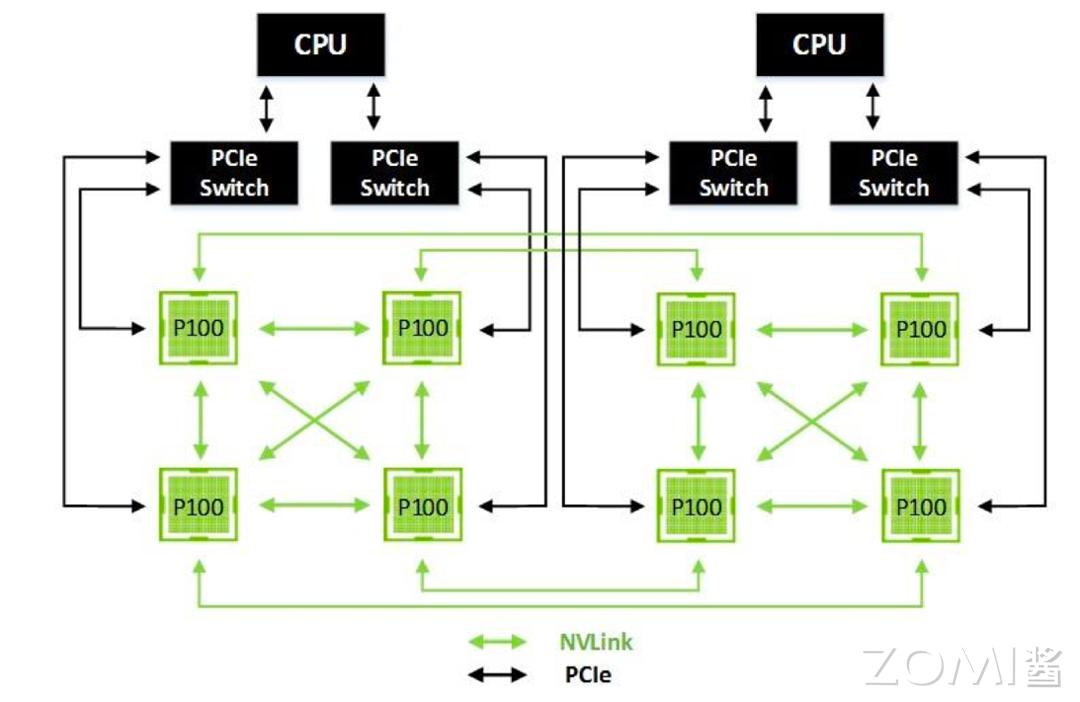 CPU
CPU
PCIe
Switch
PCIe
Switch
PCIe
Switch
PCIe
Switch
P100
P100
P100
P100
P100
P100
P100
P100
NVLink
PCIe
ZOMI酱